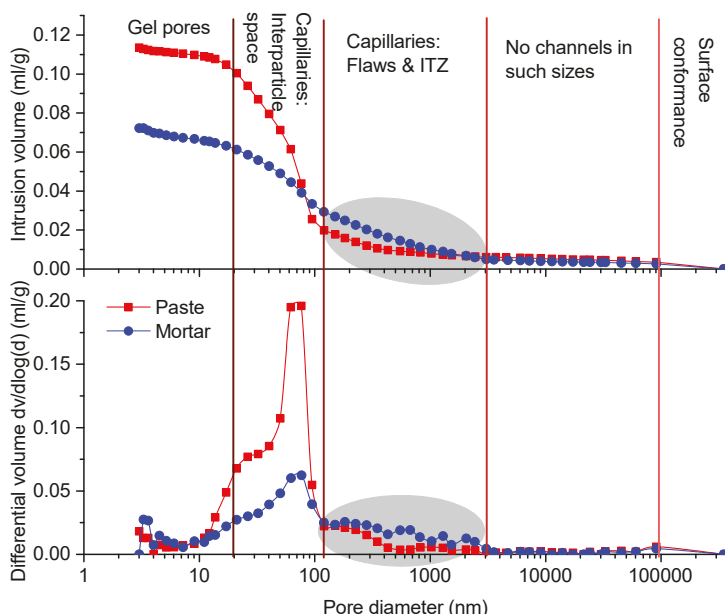 Gel pores
Capillaries:
Interparticle
space
Capillaries:
Flaws & ITZ
No channels in
such sizes
Surface
conformance
Intrusion volume (ml/g)
0.12
0.10
0.08
0.06
0.04
0.02
0.00
Paste
Mortar
Differential volume dv/dlog(d) (ml/g)
0.20
0.15
0.10
0.05
0.00
1
10
100
1000
10000
100000
Pore diameter (nm)